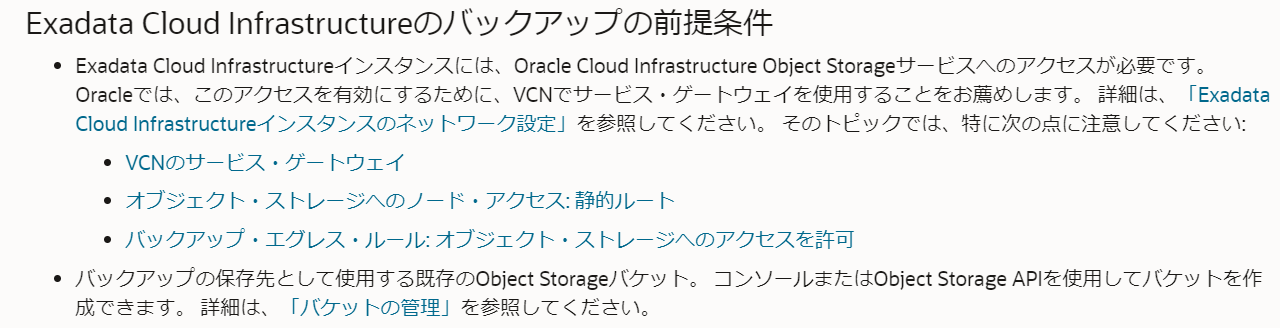 Exadata Cloud Infrastructureのバックアップの前提条件
• Exadata Cloud Infrastructureインスタンスには、Oracle Cloud Infrastructure Object Storageサービスへのアクセスが必要です。
Oracleでは、このアクセスを有効にするために、VCNでサービス・ゲートウェイを使用することをお薦めします。 詳細は、「Exadata
Cloud Infrastructureインスタンスのネットワーク設定」を参照してください。 そのトピックでは、特に次の点に注意してください:
• VCNのサービス・ゲートウェイ
• オブジェクト・ストレージへのノード・アクセス: 静的ルート
• バックアップ・エグレス・ルール: オブジェクト・ストレージへのアクセスを許可
• バックアップの保存先として使用する既存のObject Storageバケット。 コンソールまたはObject Storage APIを使用してバケットを作
成できます。 詳細は、「バケットの管理」を参照してください。